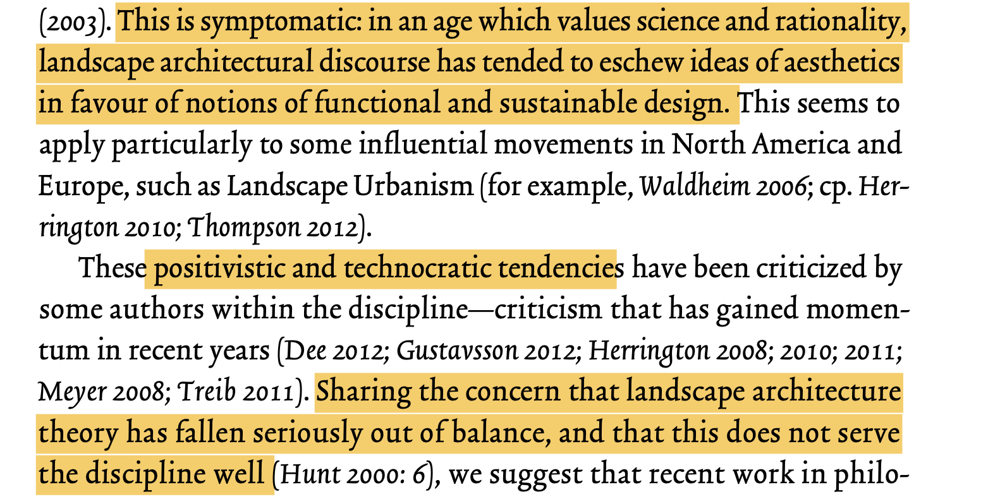 (2003). This is symptomatic: in an age which values science and rationality,
landscape architectural discourse has tended to eschew ideas of aesthetics
in favour of notions of functional and sustainable design. This seems to
apply particularly to some influential movements in North America and
Europe, such as Landscape Urbanism (for example, Waldheim 2006; cp. Her-
rington 2010; Thompson 2012).
These positivistic and technocratic tendencies have been criticized by
some authors within the discipline—criticism that has gained momen-
tum in recent years (Dee 2012; Gustavsson 2012; Herrington 2008; 2010; 2011;
Meyer 2008; Treib 2011). Sharing the concern that landscape architecture
theory has fallen seriously out of balance, and that this does not serve
the discipline well (Hunt 2000: 6), we suggest that recent work in philo-